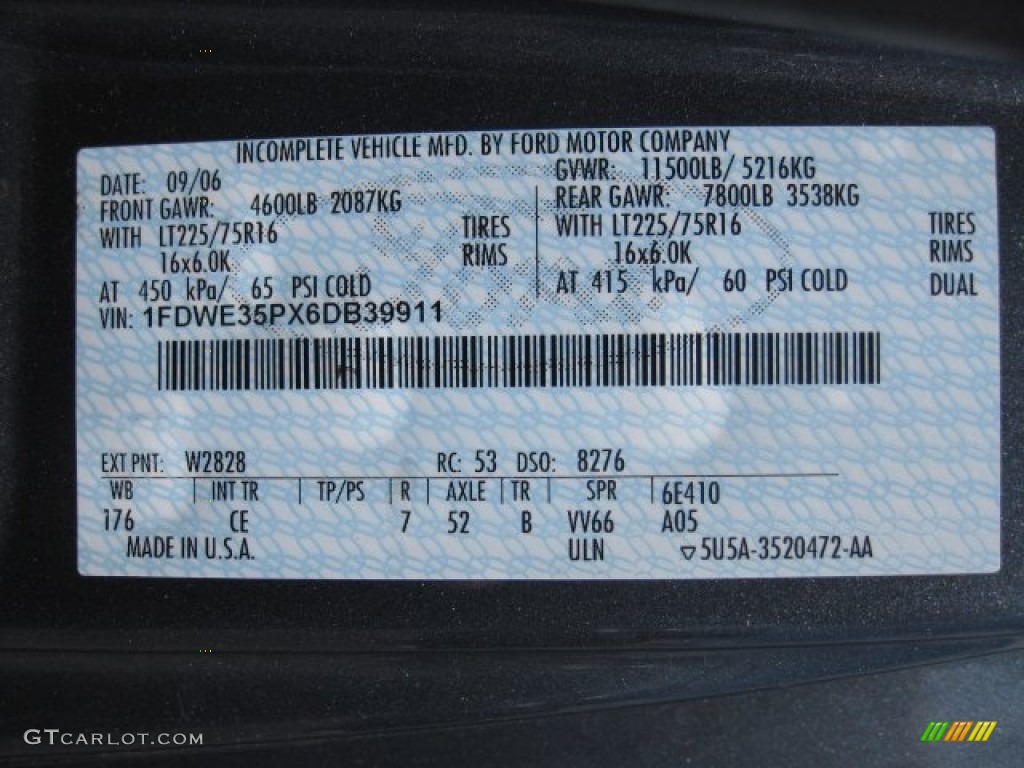 INCOMPLETE VEHICLE MFD. BY FORD MOTOR COMPANY
DATE: 09/06 GVWR: 11500LB/ 5216KG
FRONT GAWR: 4600LB 2087KG REAR GAWR: 7800LB 3538KG
WITH LT225/75R16 TIRES WITH LT225/75R16 TIRES
16x6.0K RIMS 16x6.0K RIMS
AT 450 kPa/ 65 PSI COLD AT 415 kPa/ 60 PSI COLD DUAL
VIN: 1FDWE35PX6DB39911
EXT PNT: W2828 RC: 53 DSO: 8276
WB INT TR TP/PS R AXLE TR SPR 6E410
176 CE 7 52 B VV66 A05
MADE IN U.S.A. ULN ▽5U5A-3520472-AA
GTCARLOT.COM